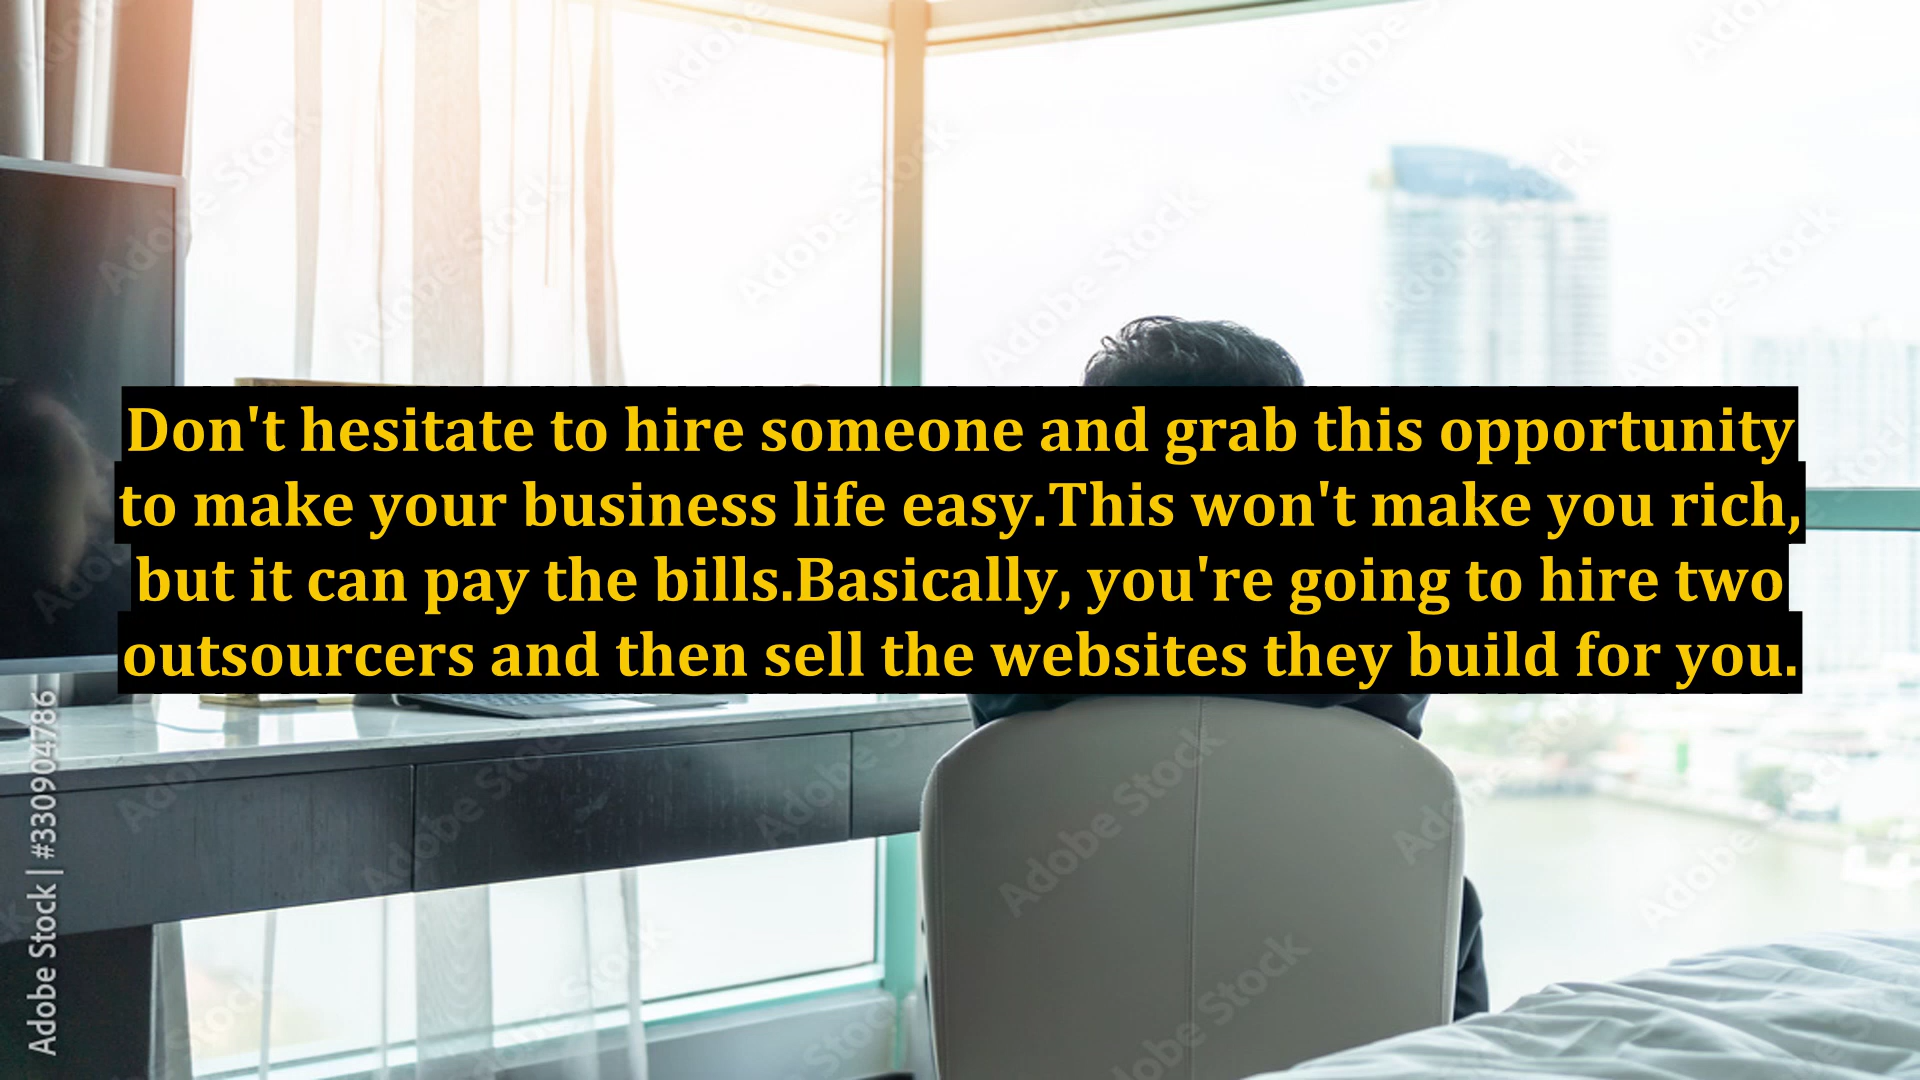 Don't hesitate to hire someone and grab this opportunity
to make your business life easy.This won't make you rich,
but it can pay the bills.Basically, you're going to hire two
outsourcers and then sell the websites they build for you.
Adobe Stock | #330904786
Adobe Stock